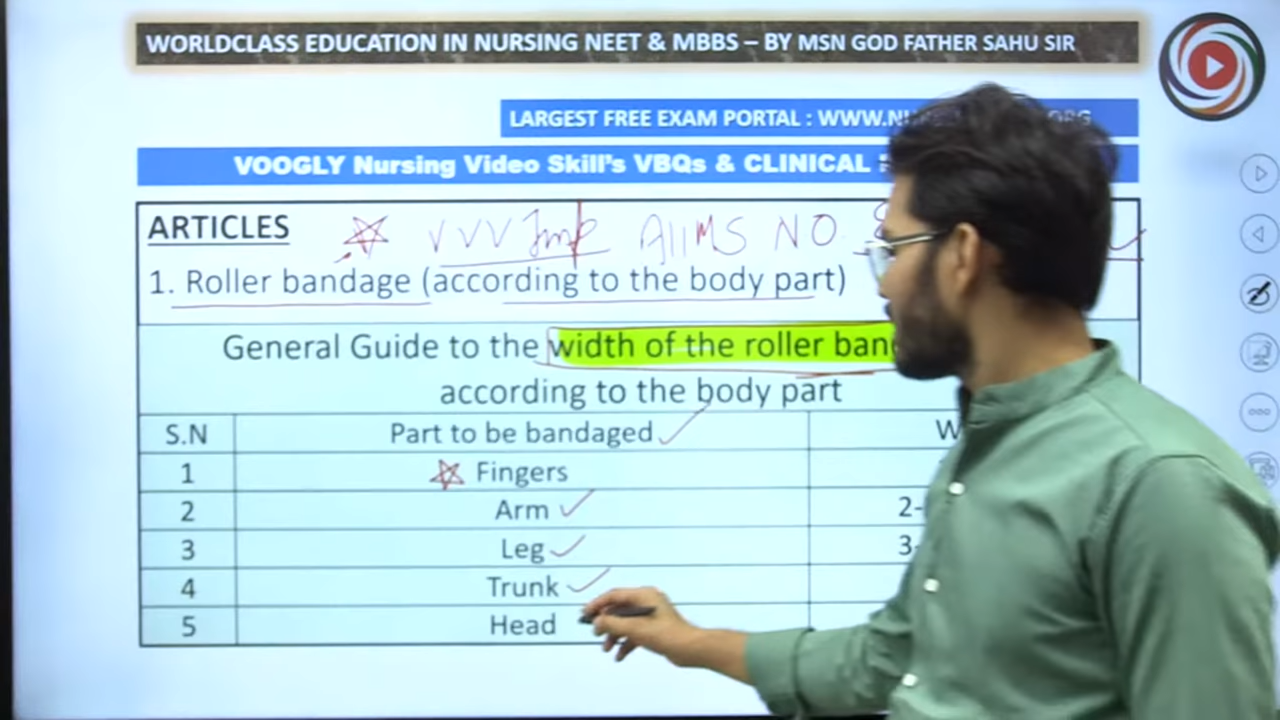 WORLDCLASS EDUCATION IN NURSING NEET & MBBS – BY MSN GOD FATHER SAHU SIR
LARGEST FREE EXAM PORTAL : WWW.NU
VOOGLY Nursing Video Skill's VBQs & CLINICAL
ARTICLES VVV Imp AIIMS NO.
1. Roller bandage (according to the body part)
General Guide to the width of the roller ban
according to the body part
S.N Part to be bandaged W
1 Fingers
2 Arm 2-
3 Leg 3-
4 Trunk
5 Head